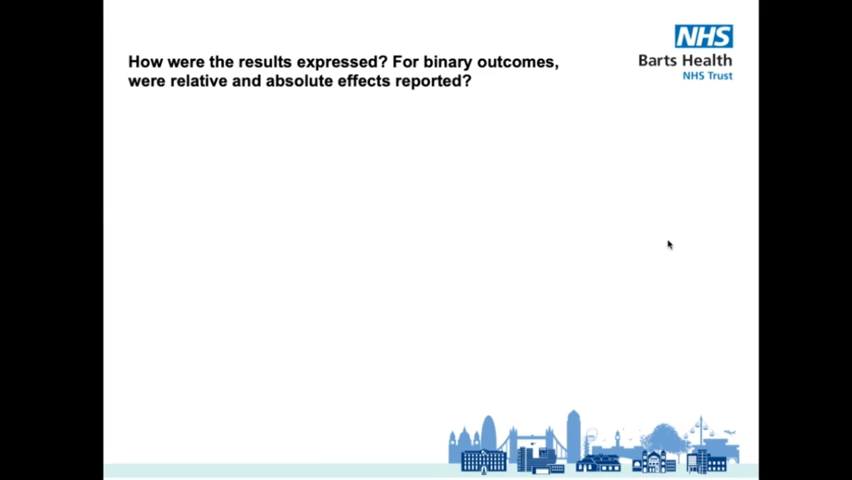 How were the results expressed? For binary outcomes,
were relative and absolute effects reported?
NHS
Barts Health
NHS Trust